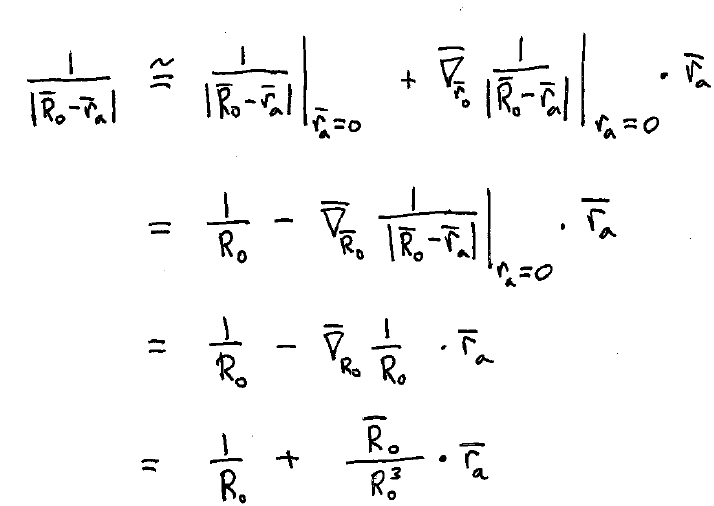 1/|R̅₀-r̅ₐ| ≅ 1/|R̅₀-r̅ₐ| |r̅ₐ=0 + ∇̅r̅₀ 1/|R̅₀-r̅ₐ| |rₐ=0 · r̅ₐ
= 1/R₀ - ∇̅R̅₀ 1/|R̅₀-r̅ₐ| |rₐ=0 · r̅ₐ
= 1/R₀ - ∇̅R₀ 1/R₀ · r̅ₐ
= 1/R₀ + R̅₀/R₀³ · r̅ₐ